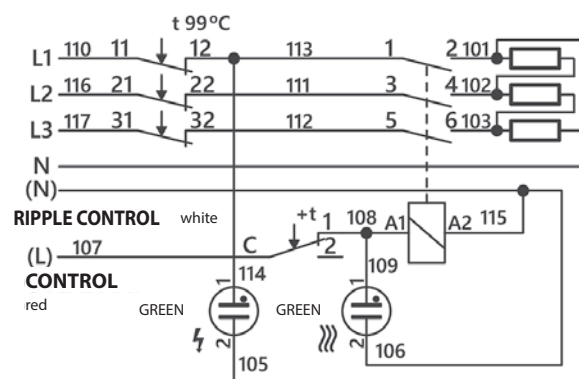 t 99°C
L1 110 11 12 113 1 2 101
L2 116 21 22 111 3 4 102
L3 117 31 32 112 5 6 103
N
(N)
RIPPLE CONTROL white +t 1 108 A1 A2 115
(L) 107 C 2
CONTROL 1 114 109
red GREEN GREEN 1
2 105 2 106